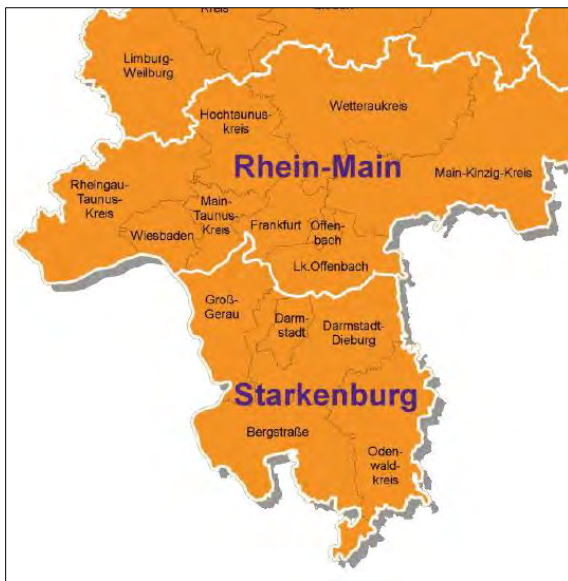 Kreis
Limburg-
Weilburg
Hochtaunus-
kreis
Wetteraukreis
Rhein-Main
Rheingau-
Taunus-
Kreis
Main-Kinzig-Kreis
Main-
Taunus-
Kreis
Wiesbaden
Frankfurt
Offen-
bach
Lk.Offenbach
Groß-
Gerau
Darm-
stadt
Darmstadt-
Dieburg
Starkenburg
Bergstraße
Oden-
wald-
kreis